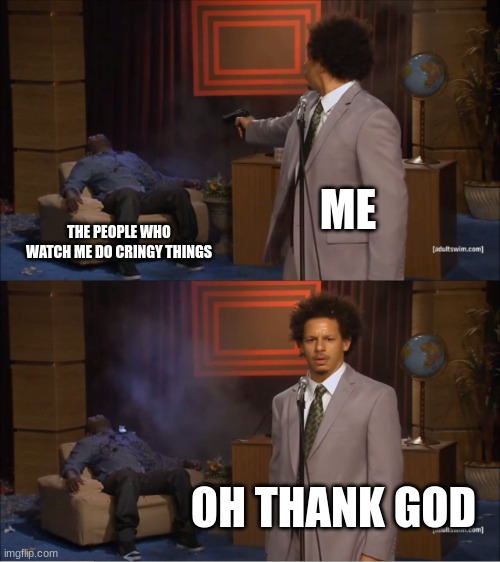 ME
THE PEOPLE WHO
WATCH ME DO CRINGY THINGS
[adultswim.com]
OH THANK GOD
imgflip.com